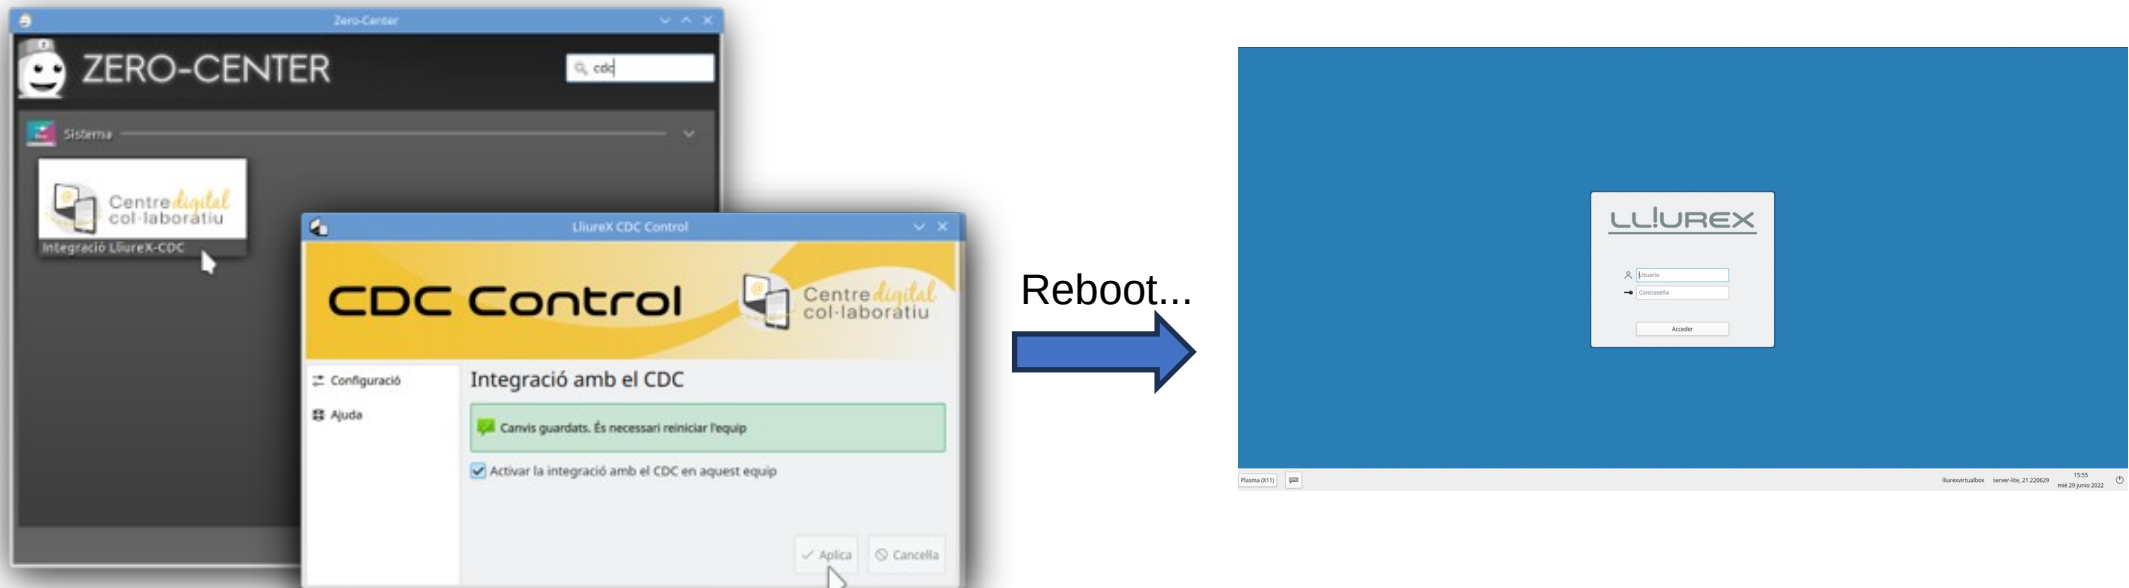 Zero-Center
ZERO-CENTER
cdc
Sistema
Centre digital
col·laboratiu
Integració LliureX-CDC
LliureX CDC Control
CDC Control
Centre digital
col·laboratiu
Configuració
Ajuda
Integració amb el CDC
Canvis guardats. És necessari reiniciar l'equip
Activar la integració amb el CDC en aquest equip
Aplica
Cancella
Reboot...
LLIUREX
Usuario
Contraseña
Acceder
Plasma (X11)
lliurexvirtualbox server-lite, 21.220629
15:55
mié 29 junio 2022